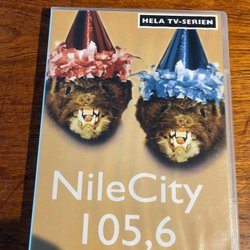 HELA TV-SERIEN
NileCity
105,6